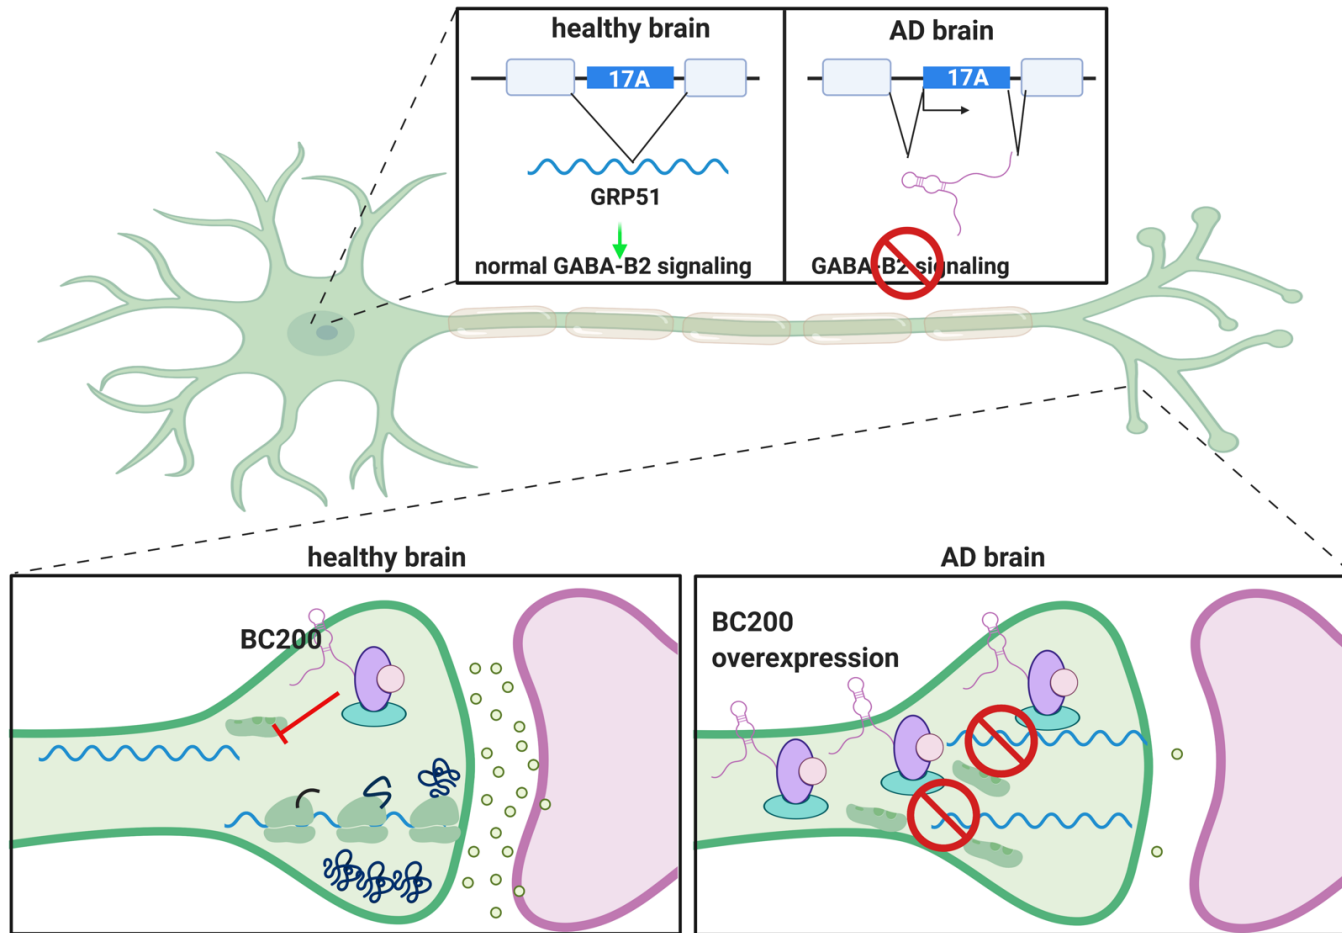 healthy brain
17A
GRP51
normal GABA-B2 signaling
AD brain
17A
GABA-B2 signaling
healthy brain
BC200
AD brain
BC200
overexpression